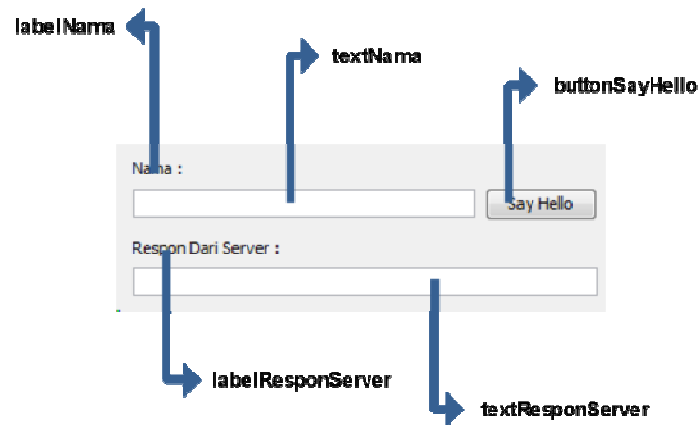 labelNama
textNama
buttonSayHello
Nama :
Say Hello
Respon Dari Server :
labelResponServer
textResponServer